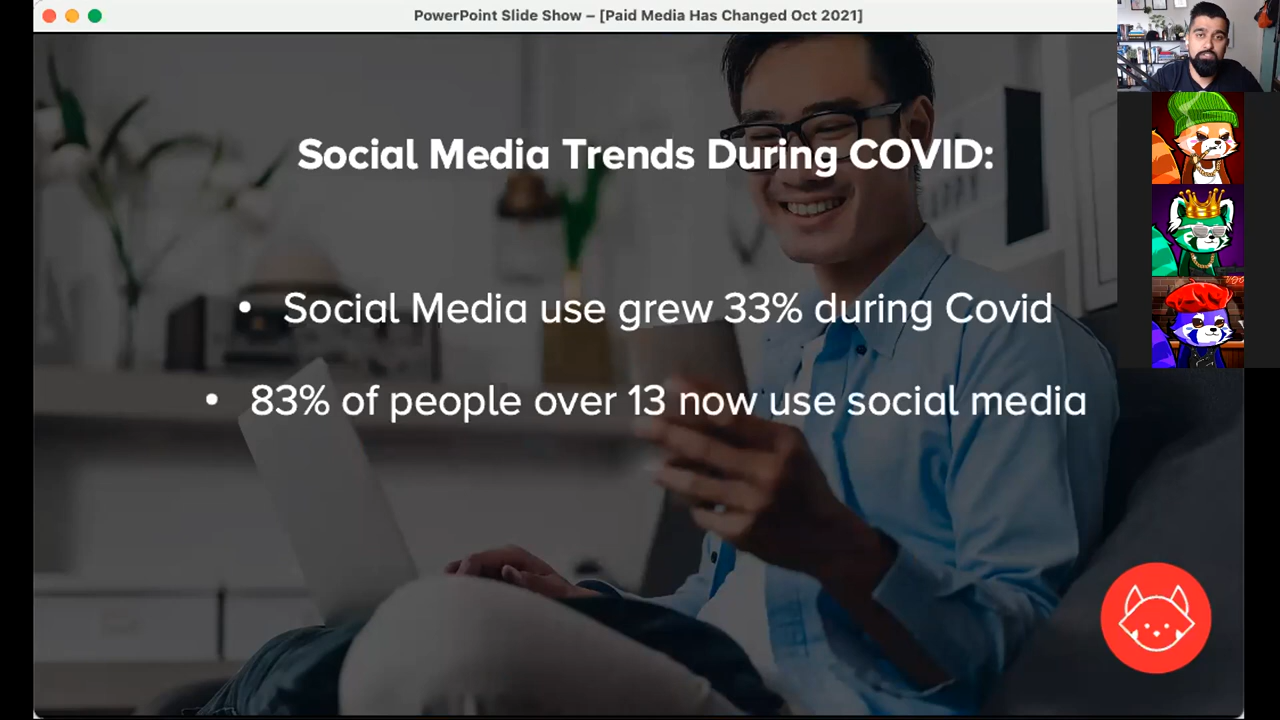 PowerPoint Slide Show – [Paid Media Has Changed Oct 2021]
Social Media Trends During COVID:
• Social Media use grew 33% during Covid
• 83% of people over 13 now use social media